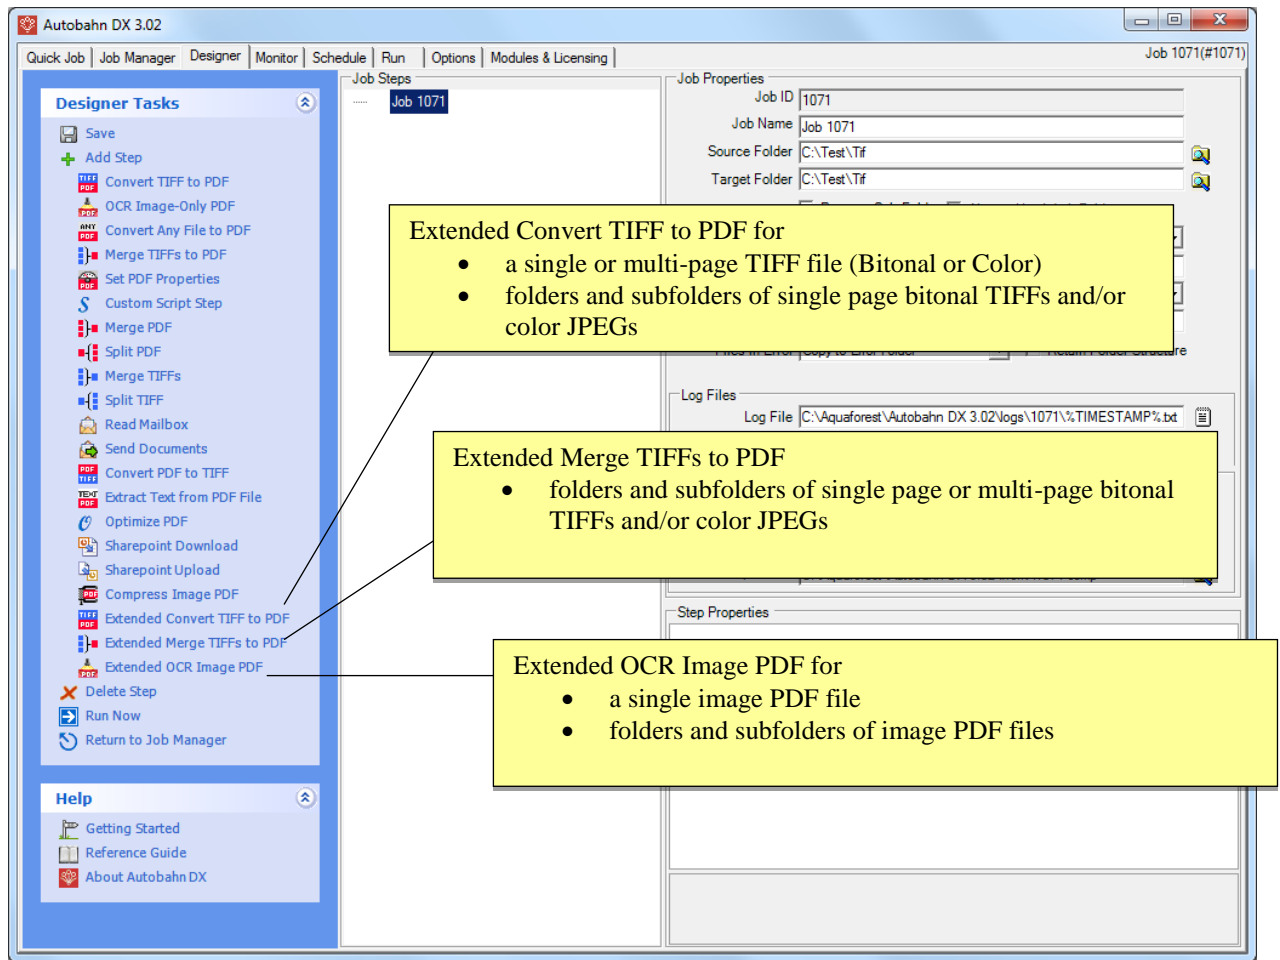 Autobahn DX 3.02
Quick Job
Job Manager
Designer
Monitor
Schedule
Run
Options
Modules & Licensing
Job 1071(#1071)
Designer Tasks
Save
Add Step
Convert TIFF to PDF
OCR Image-Only PDF
Convert Any File to PDF
Merge TIFFs to PDF
Set PDF Properties
Custom Script Step
Merge PDF
Split PDF
Merge TIFFs
Split TIFF
Read Mailbox
Send Documents
Convert PDF to TIFF
Extract Text from PDF File
Optimize PDF
Sharepoint Download
Sharepoint Upload
Compress Image PDF
Extended Convert TIFF to PDF
Extended Merge TIFFs to PDF
Extended OCR Image PDF
Delete Step
Run Now
Return to Job Manager
Help
Getting Started
Reference Guide
About Autobahn DX
Job Steps
Job 1071
Job Properties
Job ID 1071
Job Name Job 1071
Source Folder C:\Test\Tif
Target Folder C:\Test\Tif
Extended Convert TIFF to PDF for
• a single or multi-page TIFF file (Bitonal or Color)
• folders and subfolders of single page bitonal TIFFs and/or
color JPEGs
Files in Error Copy to Error Folder Retain Folder Structure
Log Files
Log File C:\Aquaforest\Autobahn DX 3.02\logs\1071\%TIMESTAMP%.txt
Extended Merge TIFFs to PDF
• folders and subfolders of single page or multi-page bitonal
TIFFs and/or color JPEGs
Step Properties
Extended OCR Image PDF for
• a single image PDF file
• folders and subfolders of image PDF files